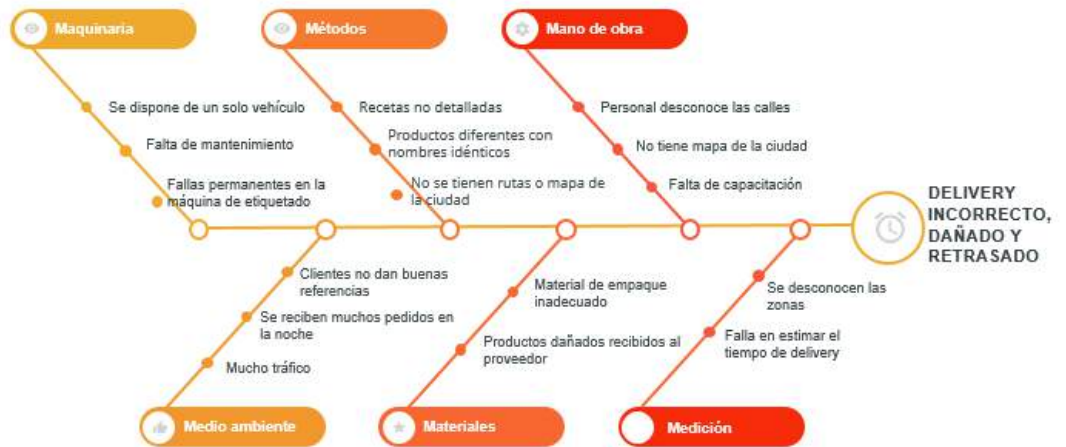 Maquinaria
Métodos
Mano de obra
Se dispone de un solo vehículo
Falta de mantenimiento
Fallas permanentes en la
máquina de etiquetado
Recetas no detalladas
Productos diferentes con
nombres idénticos
No se tienen rutas o mapa de
la ciudad
Personal desconoce las calles
No tiene mapa de la ciudad
Falta de capacitación
DELIVERY
INCORRECTO,
DAÑADO Y
RETRASADO
Clientes no dan buenas
referencias
Se reciben muchos pedidos en
la noche
Mucho tráfico
Material de empaque
inadecuado
Productos dañados recibidos al
proveedor
Se desconocen las
zonas
Falla en estimar el
tiempo de delivery
Medio ambiente
Materiales
Medición